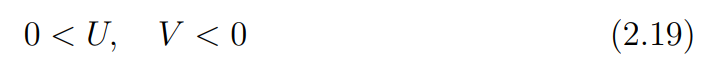 0 < U, V < 0 (2.19)